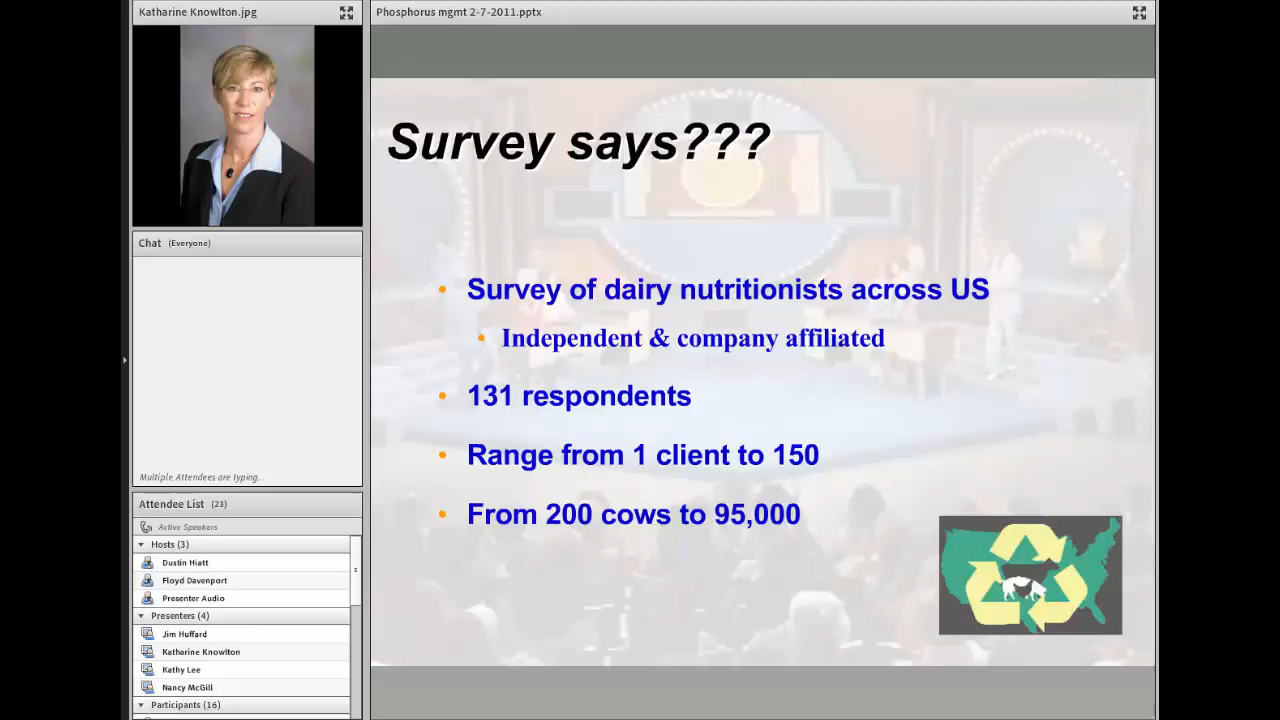 Katharine Knowlton.jpg
Phosphorus mgmt 2-7-2011.pptx
Survey says???
• Survey of dairy nutritionists across US
• Independent & company affiliated
• 131 respondents
• Range from 1 client to 150
• From 200 cows to 95,000
Chat (Everyone)
Multiple Attendees are typing...
Attendee List (23)
Active Speakers
Hosts (3)
Dustin Hiatt
Floyd Davenport
Presenter Audio
Presenters (4)
Jim Huffard
Katharine Knowlton
Kathy Lee
Nancy McGill
Participants (16)